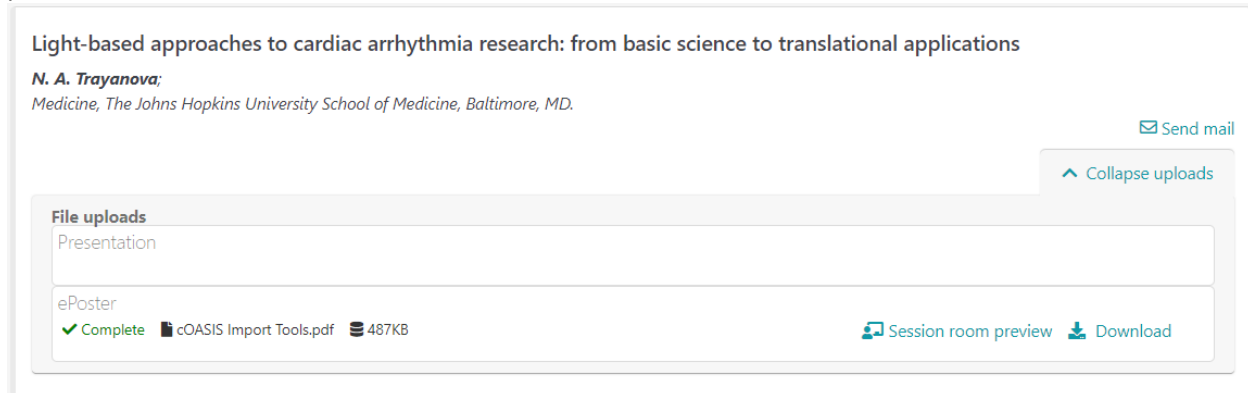 Light-based approaches to cardiac arrhythmia research: from basic science to translational applications
N. A. Trayanova;
Medicine, The Johns Hopkins University School of Medicine, Baltimore, MD.
Send mail
Collapse uploads
File uploads
Presentation
ePoster
Complete cOASIS Import Tools.pdf 487KB Session room preview Download